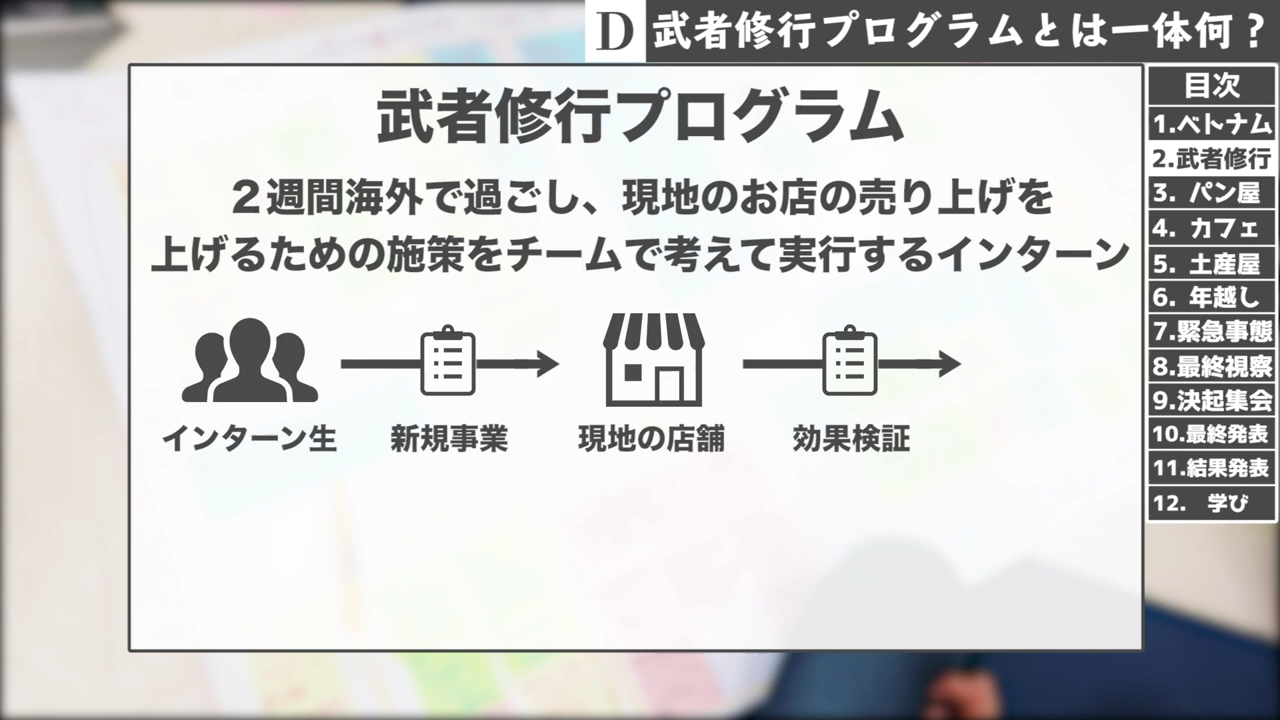 D 武者修行プログラムとは一体何？
武者修行プログラム
２週間海外で過ごし、現地のお店の売り上げを
上げるための施策をチームで考えて実行するインターン
インターン生
新規事業
現地の店舗
効果検証
目次
1.ベトナム
2.武者修行
3. パン屋
4. カフェ
5. 土産屋
6. 年越し
7.緊急事態
8.最終視察
9.決起集会
10.最終発表
11.結果発表
12. 学び